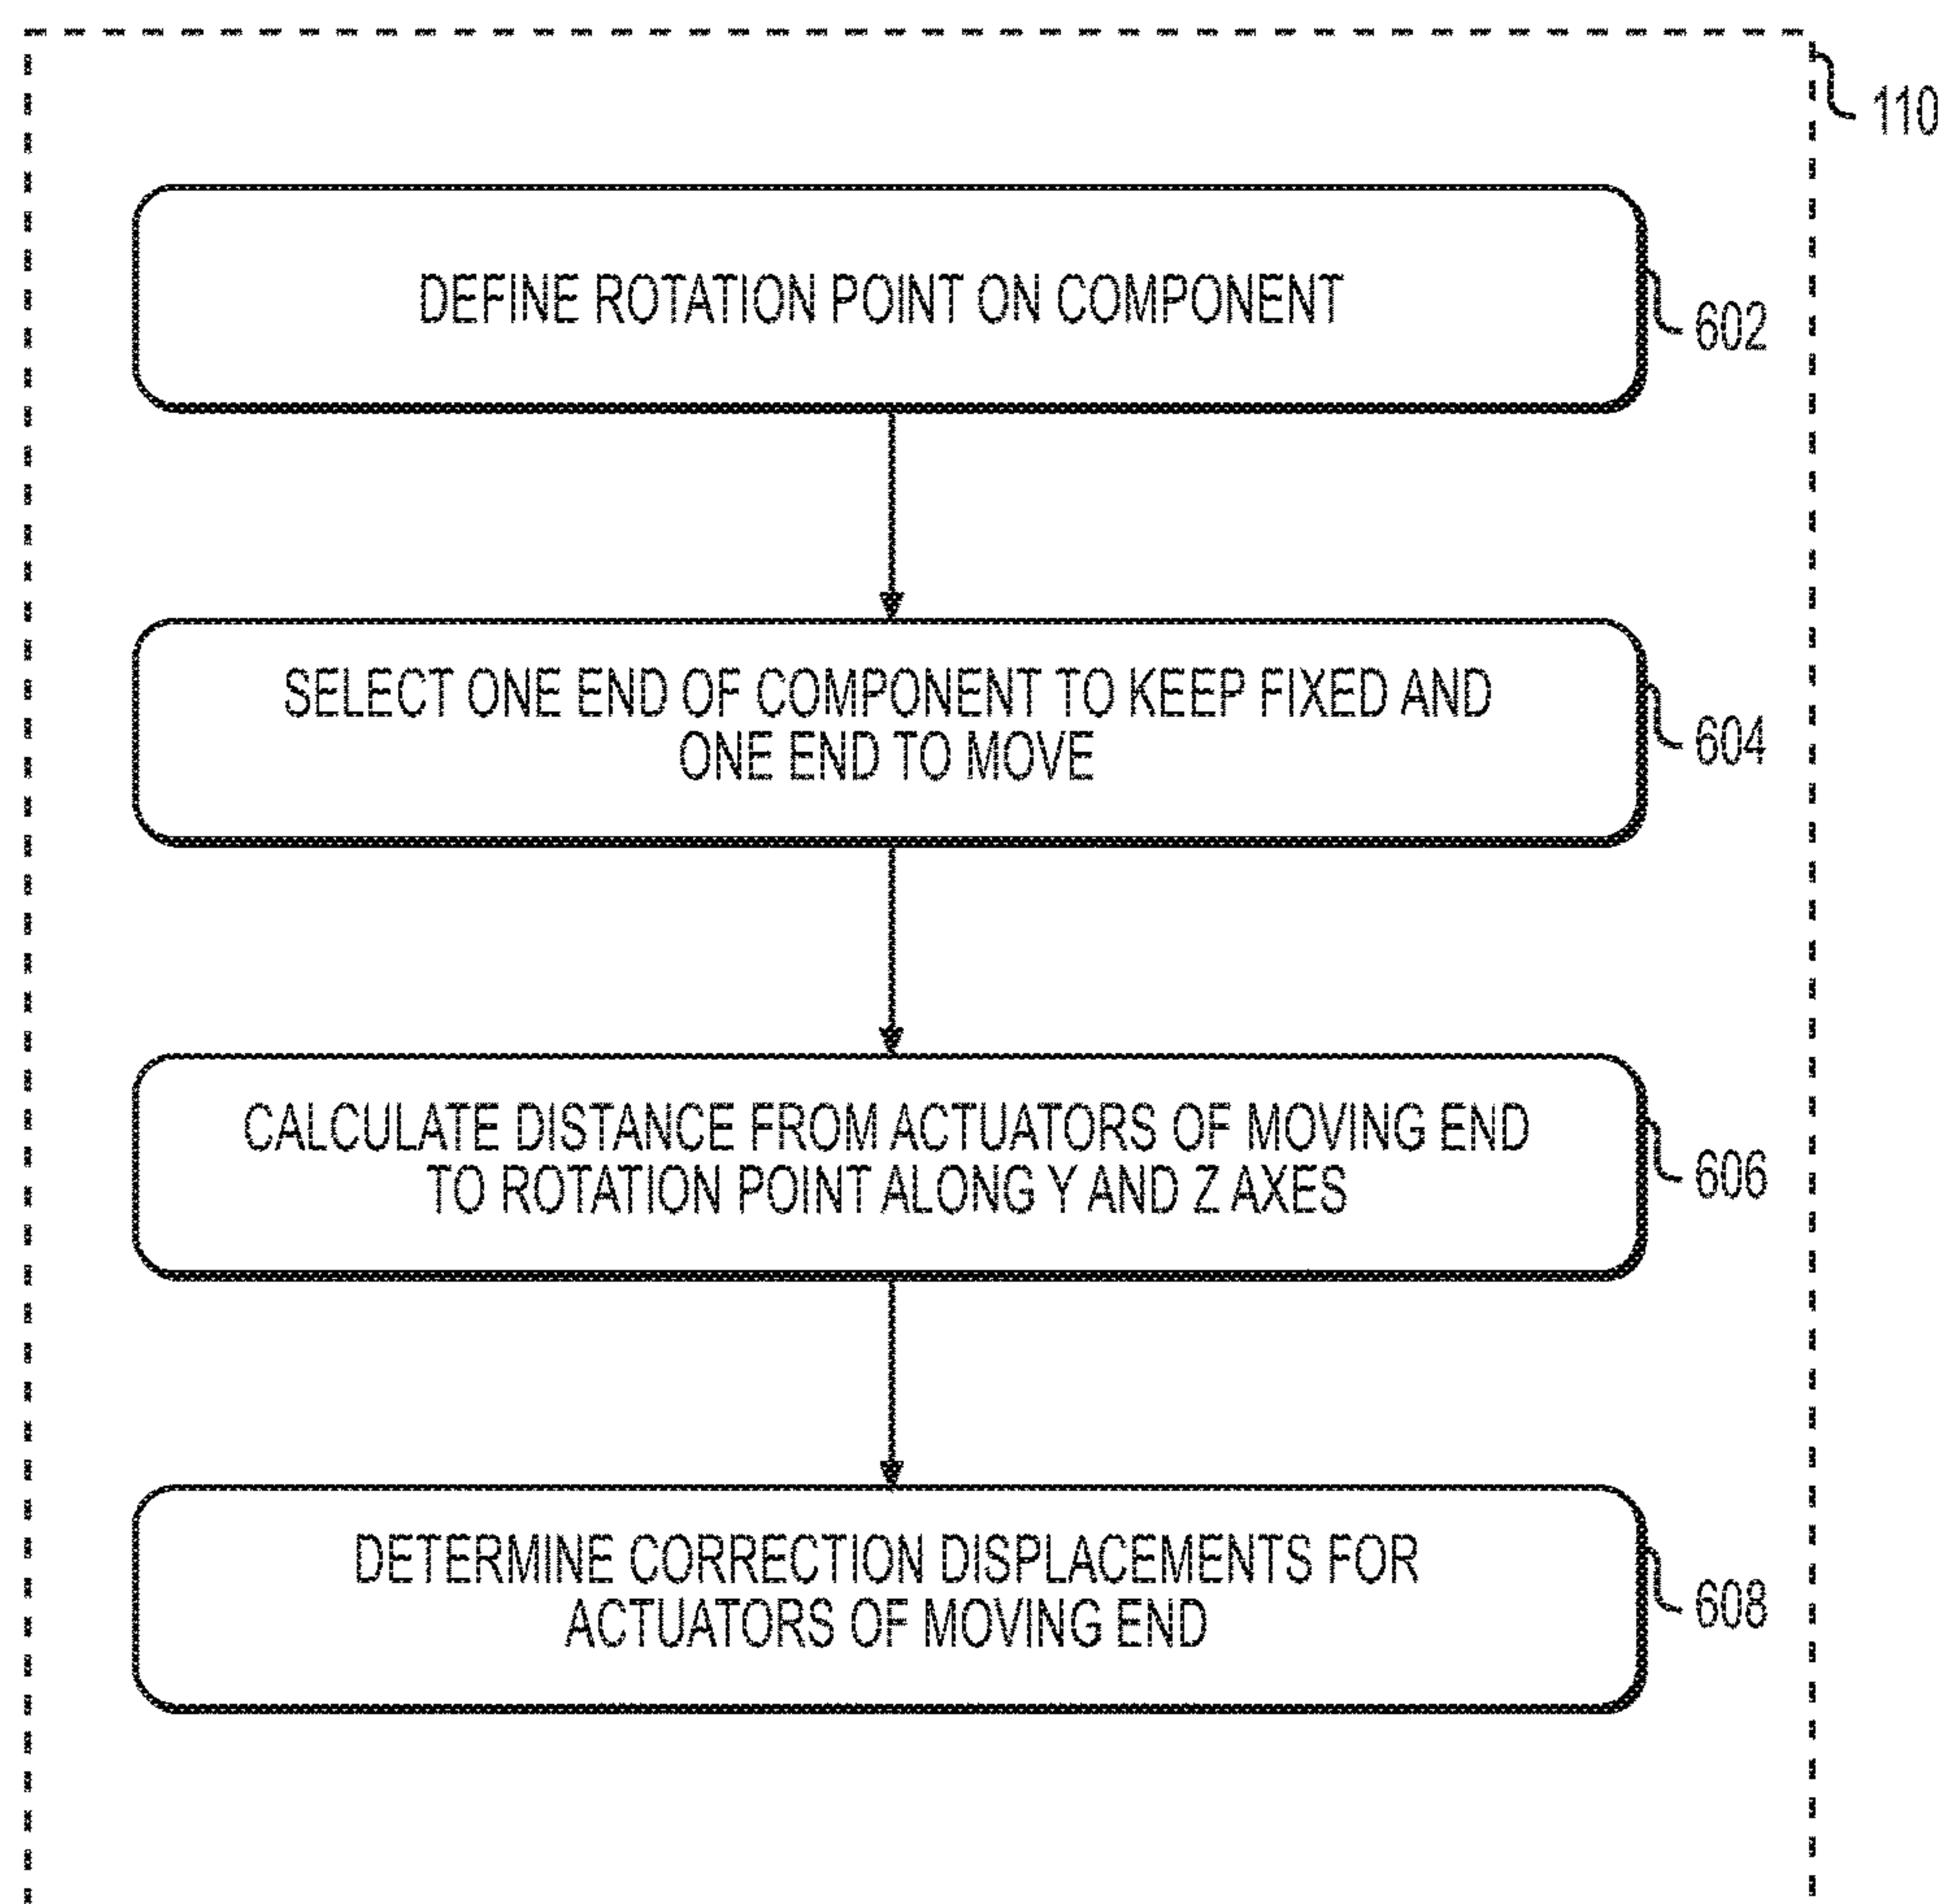 110
DEFINE ROTATION POINT ON COMPONENT
602
SELECT ONE END OF COMPONENT TO KEEP FIXED AND
ONE END TO MOVE
604
CALCULATE DISTANCE FROM ACTUATORS OF MOVING END
TO ROTATION POINT ALONG Y AND Z AXES
606
DETERMINE CORRECTION DISPLACEMENTS FOR
ACTUATORS OF MOVING END
608